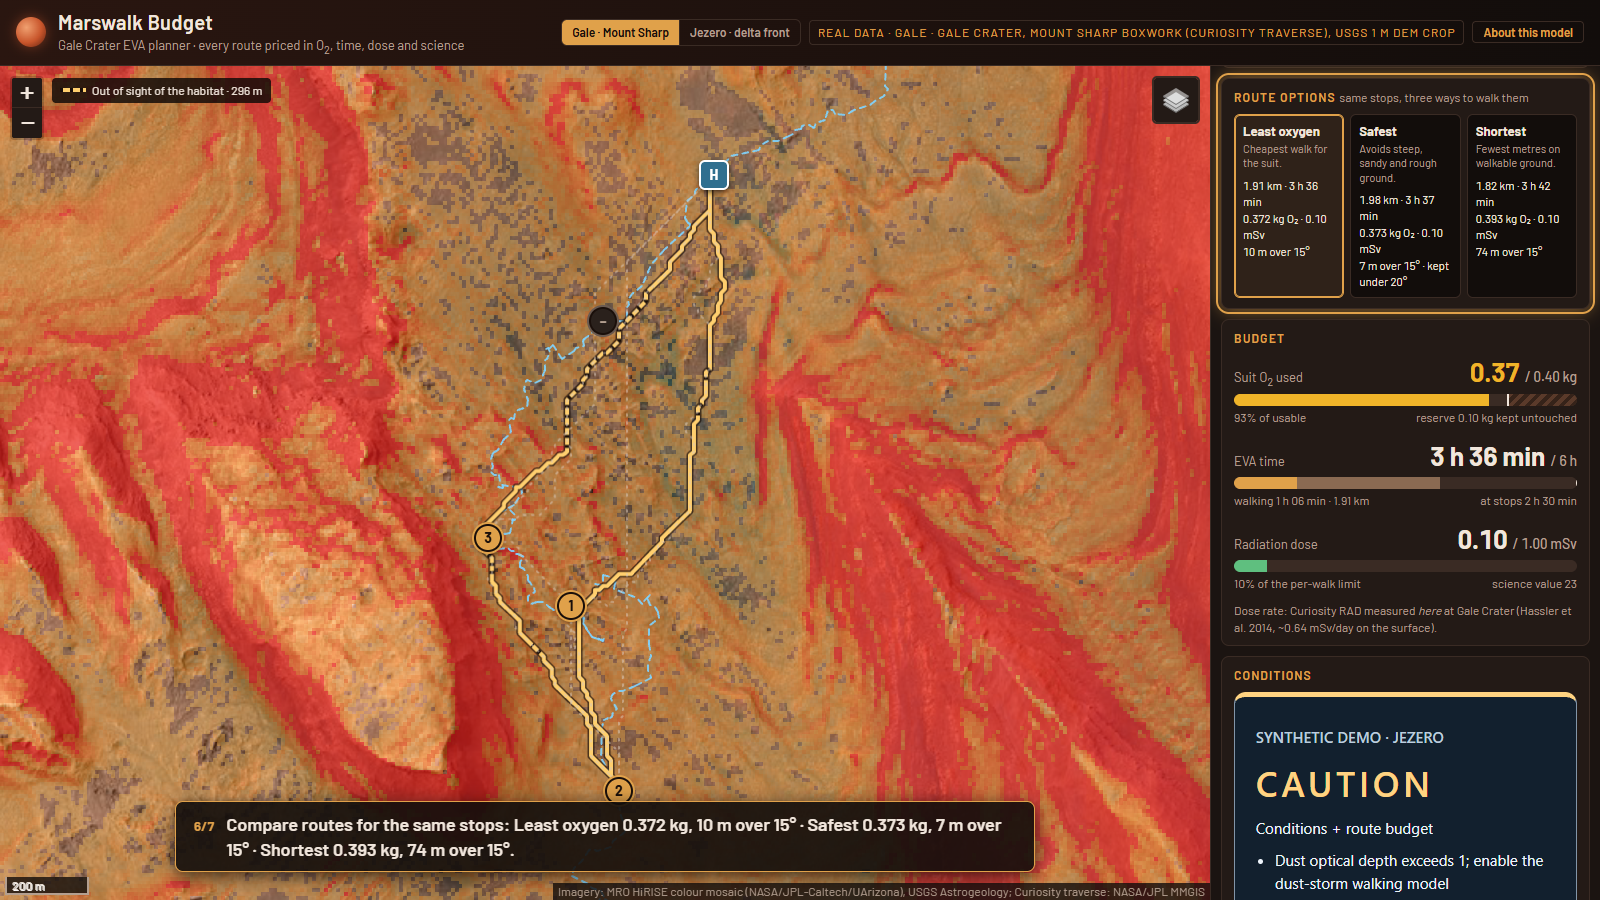 Marswalk Budget
Gale Crater EVA planner · every route priced in O₂, time, dose and science
Gale · Mount Sharp
Jezero · delta front
REAL DATA · GALE · GALE CRATER, MOUNT SHARP BOXWORK (CURIOSITY TRAVERSE), USGS 1 M DEM CROP
About this model
+
−
Out of sight of the habitat · 296 m
H
–
3
1
2
6/7 Compare routes for the same stops: Least oxygen 0.372 kg, 10 m over 15° · Safest 0.373 kg, 7 m over
15° · Shortest 0.393 kg, 74 m over 15°.
200 m
Imagery: MRO HiRISE colour mosaic (NASA/JPL-Caltech/UArizona), USGS Astrogeology; Curiosity traverse: NASA/JPL MMGIS
ROUTE OPTIONS same stops, three ways to walk them
Least oxygen
Cheapest walk for
the suit.
1.91 km · 3 h 36
min
0.372 kg O₂ · 0.10
mSv
10 m over 15°
Safest
Avoids steep,
sandy and rough
ground.
1.98 km · 3 h 37
min
0.373 kg O₂ · 0.10
mSv
7 m over 15° · kept
under 20°
Shortest
Fewest metres on
walkable ground.
1.82 km · 3 h 42
min
0.393 kg O₂ · 0.10
mSv
74 m over 15°
BUDGET
Suit O₂ used 0.37 / 0.40 kg
93% of usable reserve 0.10 kg kept untouched
EVA time 3 h 36 min / 6 h
walking 1 h 06 min · 1.91 km at stops 2 h 30 min
Radiation dose 0.10 / 1.00 mSv
10% of the per-walk limit science value 23
Dose rate: Curiosity RAD measured here at Gale Crater (Hassler et
al. 2014, ~0.64 mSv/day on the surface).
CONDITIONS
SYNTHETIC DEMO · JEZERO
CAUTION
Conditions + route budget
• Dust optical depth exceeds 1; enable the
dust-storm walking model